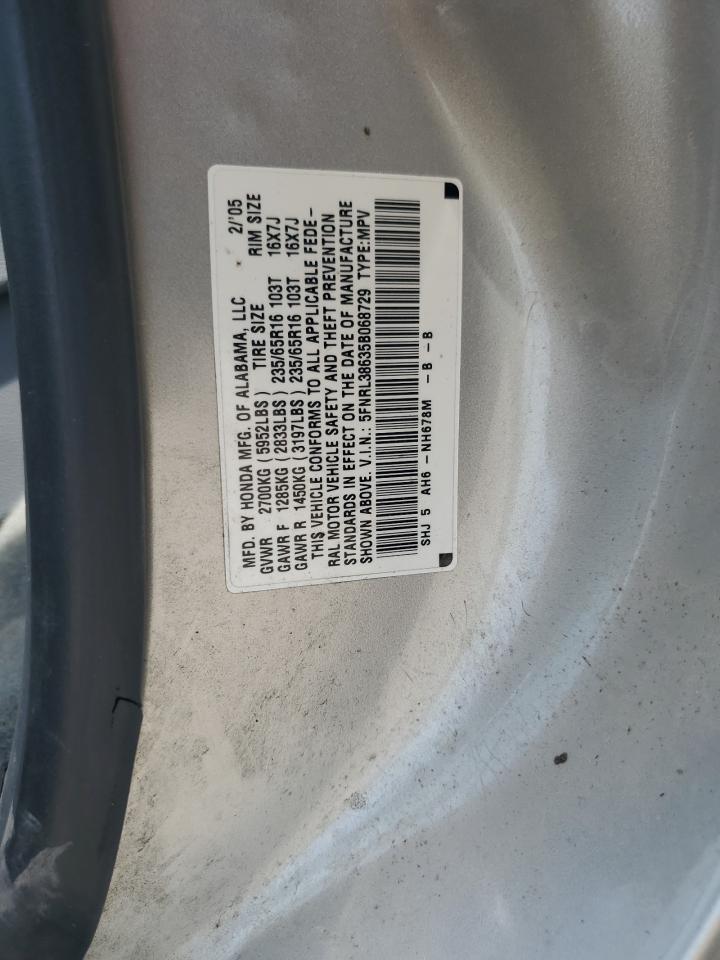 MFD. BY HONDA MFG. OF ALABAMA, LLC 2/'05
GVWR 2700KG (5952LBS) TIRE SIZE RIM SIZE
GAWR F 1285KG (2833LBS) 235/65R16 103T 16X7J
GAWR R 1450KG (3197LBS) 235/65R16 103T 16X7J
THIS VEHICLE CONFORMS TO ALL APPLICABLE FEDE-
RAL MOTOR VEHICLE SAFETY AND THEFT PREVENTION
STANDARDS IN EFFECT ON THE DATE OF MANUFACTURE
SHOWN ABOVE. V.I.N.: 5FNRL38635B068729 TYPE:MPV
SHJ 5 AH6 -NH678M -B -B